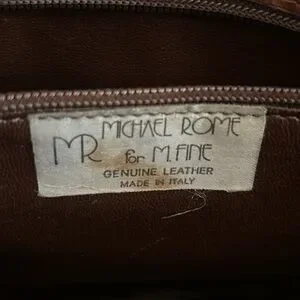 MR
MICHAEL ROME
for M. FINE
GENUINE LEATHER
MADE IN ITALY